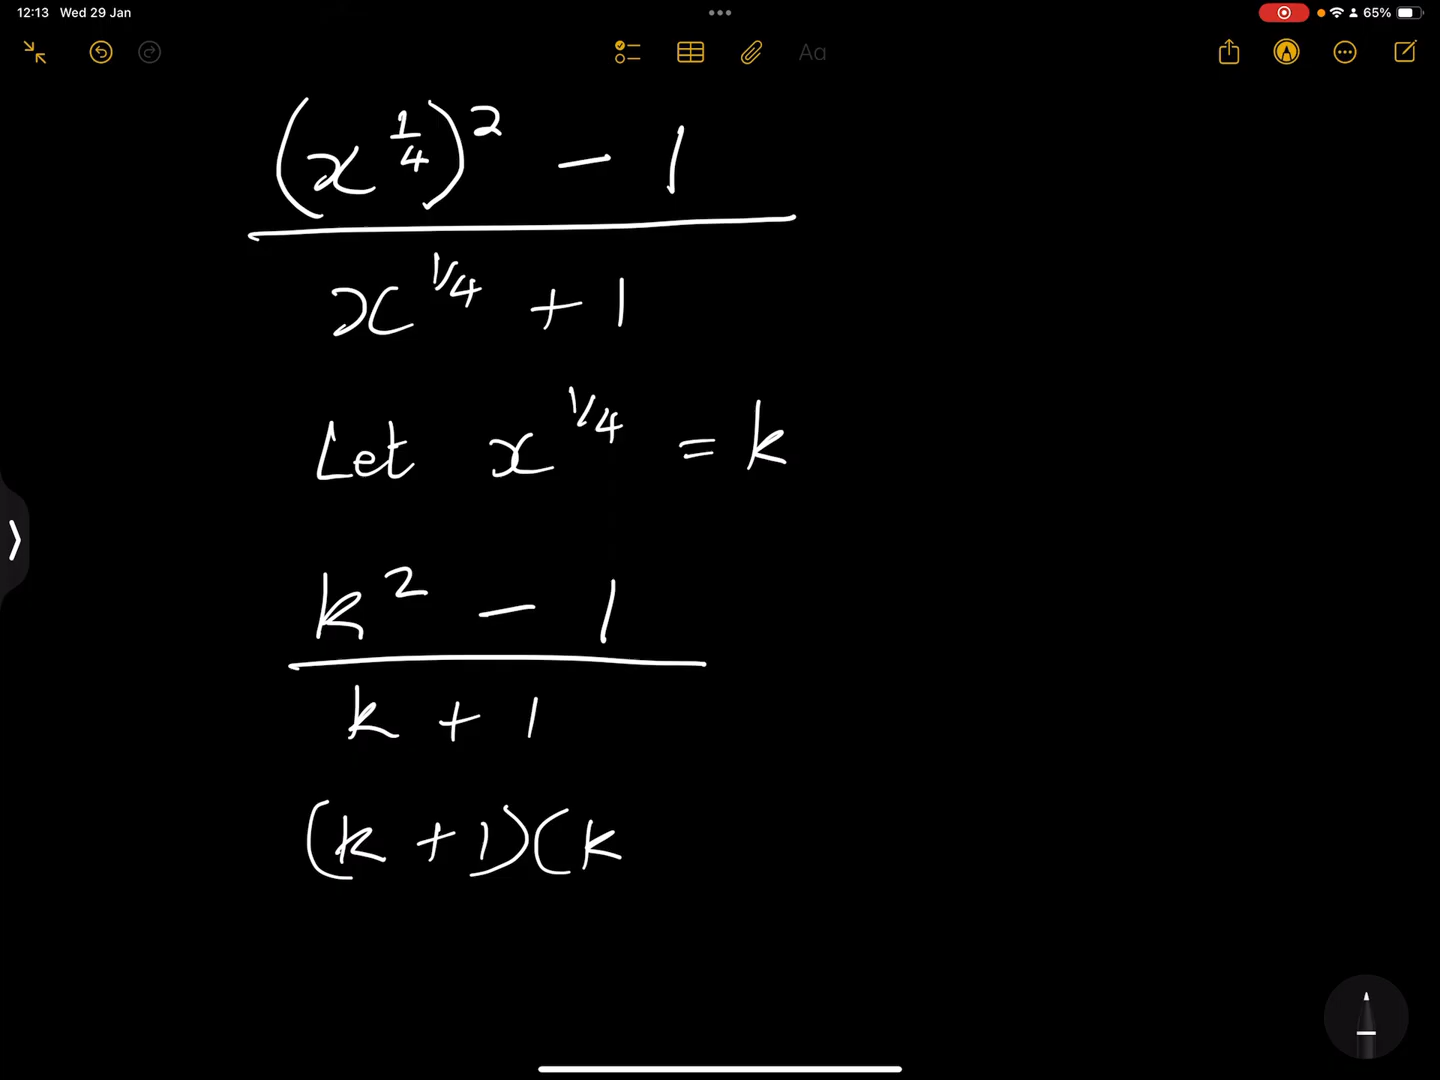 12:13 Wed 29 Jan
65%
Aa
(x^1/4)^2 - 1
x^1/4 + 1
Let x^1/4 = k
k^2 - 1
k + 1
(k + 1)(k